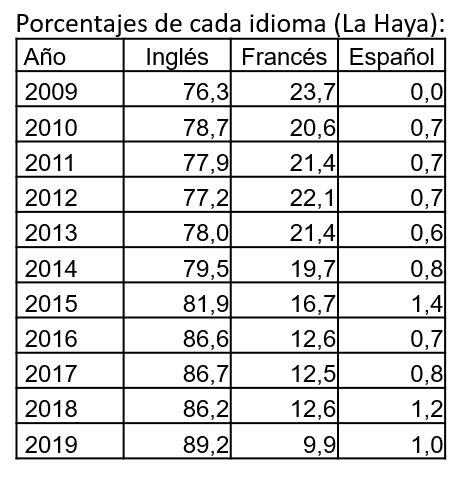 Porcentajes de cada idioma (La Haya):
Año Inglés Francés Español
2009 76,3 23,7 0,0
2010 78,7 20,6 0,7
2011 77,9 21,4 0,7
2012 77,2 22,1 0,7
2013 78,0 21,4 0,6
2014 79,5 19,7 0,8
2015 81,9 16,7 1,4
2016 86,6 12,6 0,7
2017 86,7 12,5 0,8
2018 86,2 12,6 1,2
2019 89,2 9,9 1,0